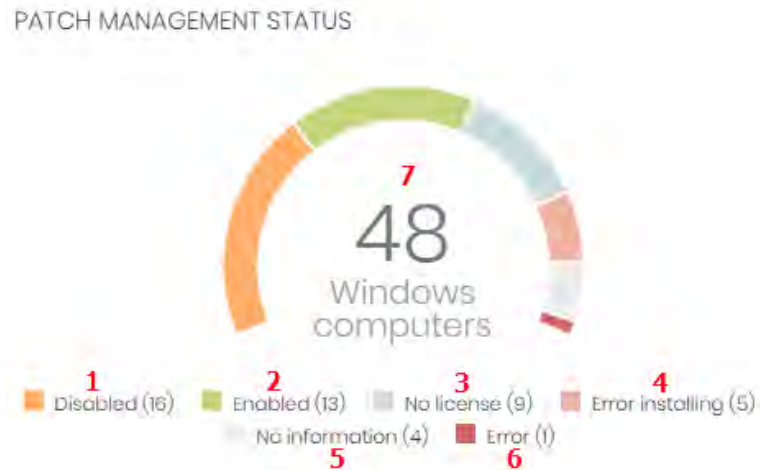 PATCH MANAGEMENT STATUS
7
48
Windows
computers
1 2 3 4
Disabled (16) Enabled (13) No license (9) Error installing (5)
No information (4) Error (1)
5 6